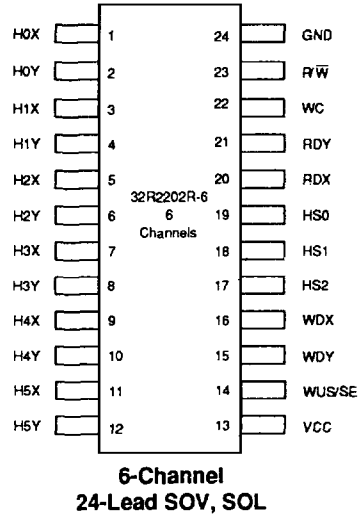 H0X 1 24 GND
H0Y 2 23 R/W̅
H1X 3 22 WC
H1Y 4 21 RDY
H2X 5 20 RDX
32R2202R-6
H2Y 6 6 19 HS0
Channels
H3X 7 18 HS1
H3Y 8 17 HS2
H4X 9 16 WDX
H4Y 10 15 WDY
H5X 11 14 WUS/SE
H5Y 12 13 VCC
6-Channel
24-Lead SOV, SOL